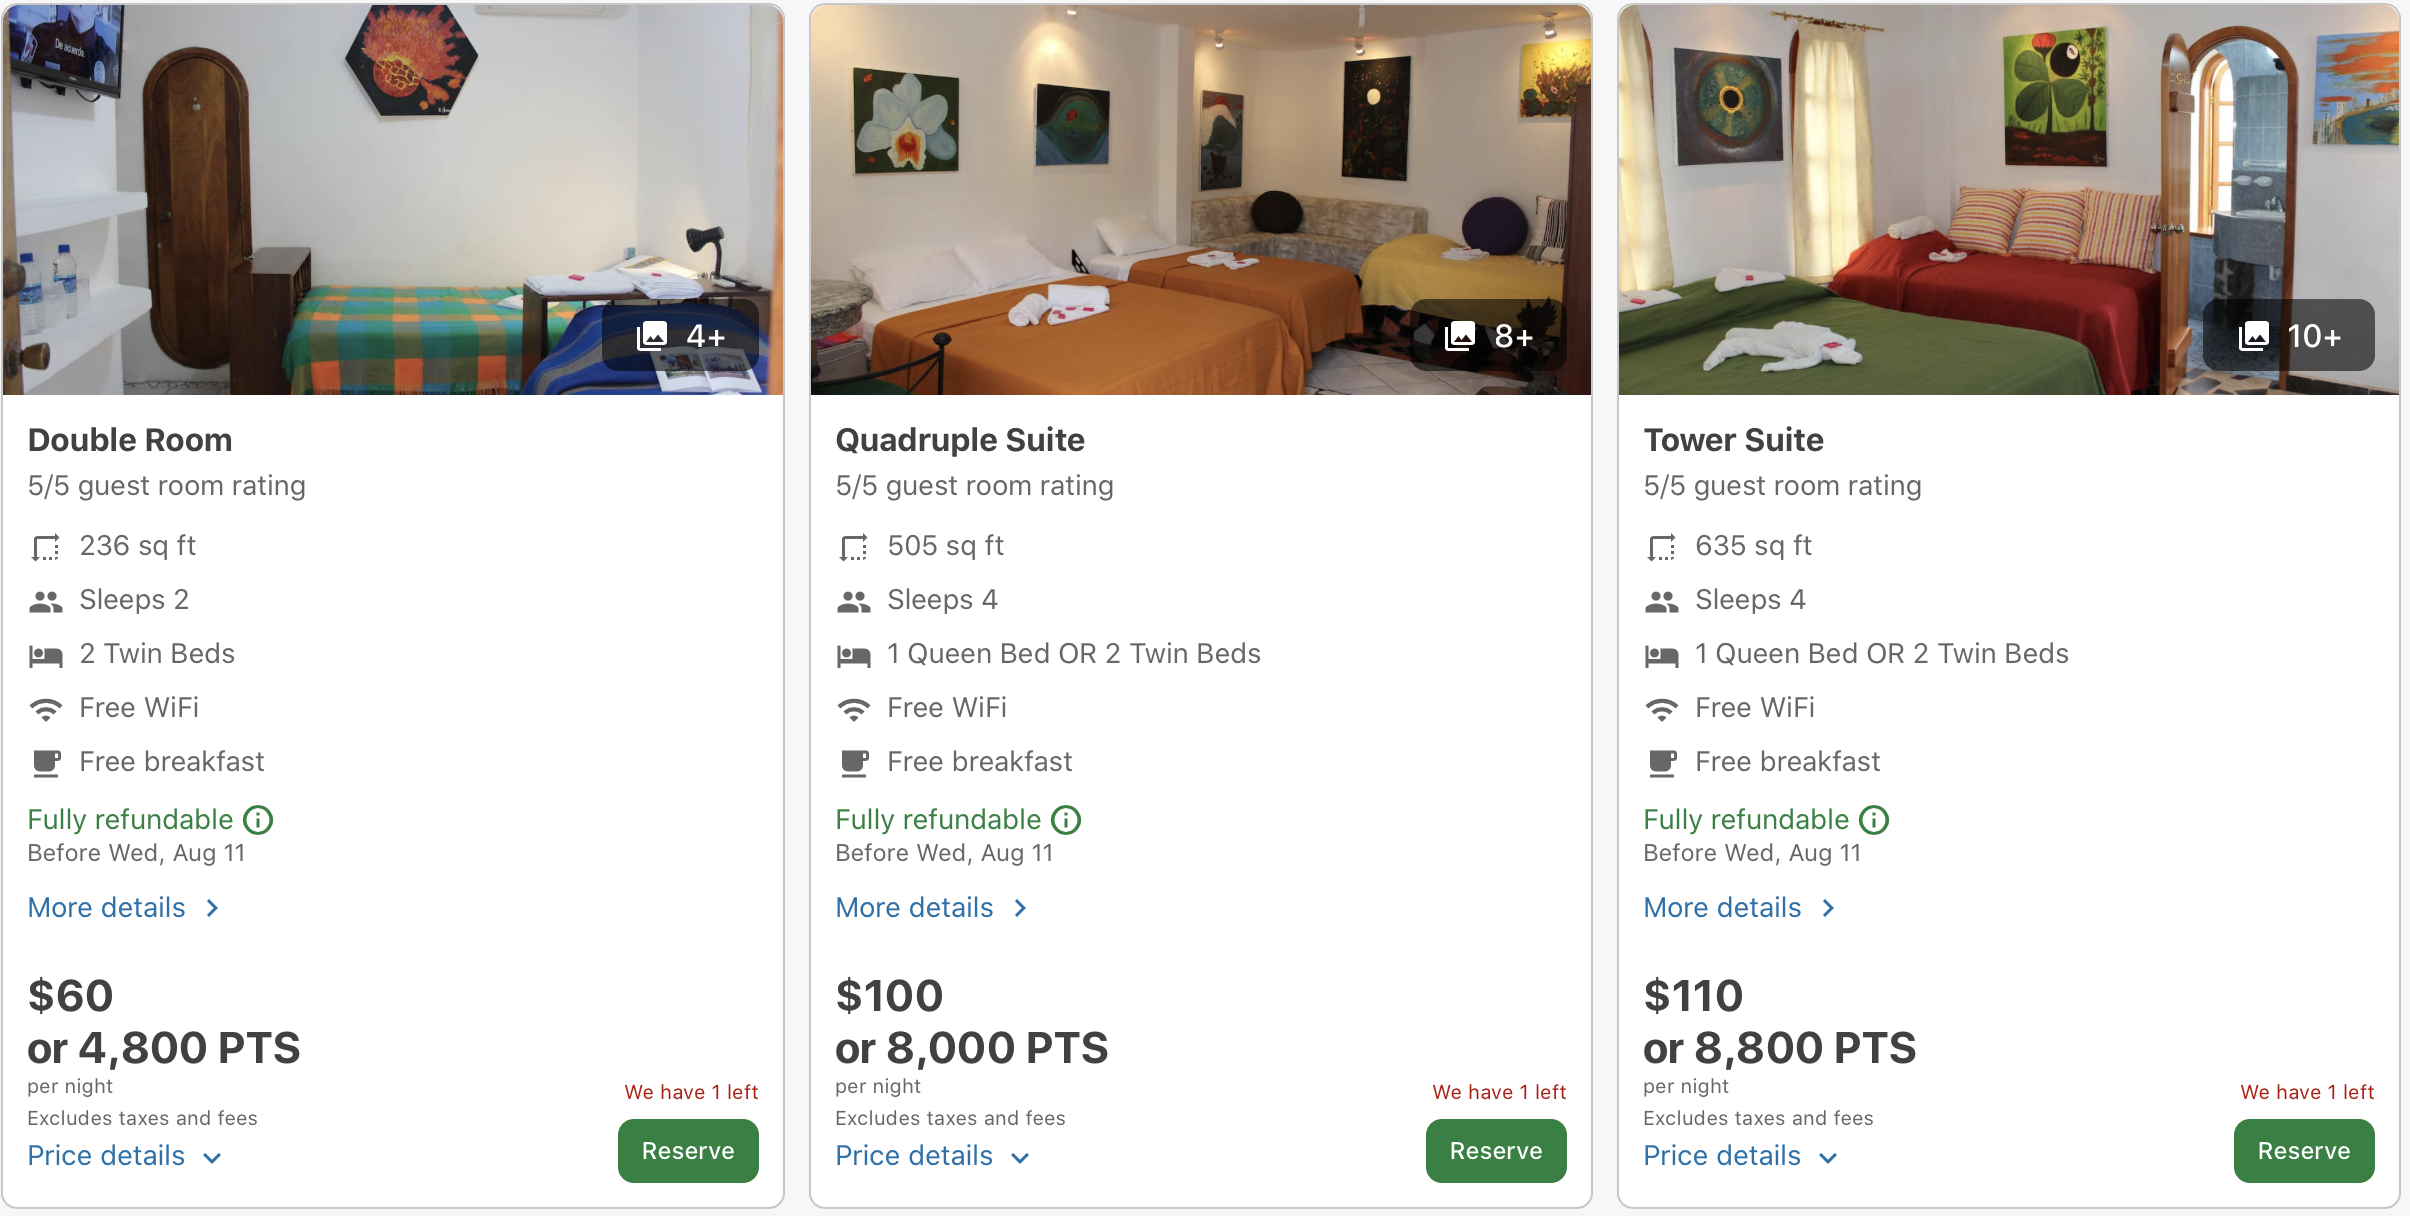 De acuerdo.
4+
Double Room
5/5 guest room rating
236 sq ft
Sleeps 2
2 Twin Beds
Free WiFi
Free breakfast
Fully refundable
Before Wed, Aug 11
More details
$60
or 4,800 PTS
per night
Excludes taxes and fees
Price details
We have 1 left
Reserve
8+
Quadruple Suite
5/5 guest room rating
505 sq ft
Sleeps 4
1 Queen Bed OR 2 Twin Beds
Free WiFi
Free breakfast
Fully refundable
Before Wed, Aug 11
More details
$100
or 8,000 PTS
per night
Excludes taxes and fees
Price details
We have 1 left
Reserve
10+
Tower Suite
5/5 guest room rating
635 sq ft
Sleeps 4
1 Queen Bed OR 2 Twin Beds
Free WiFi
Free breakfast
Fully refundable
Before Wed, Aug 11
More details
$110
or 8,800 PTS
per night
Excludes taxes and fees
Price details
We have 1 left
Reserve